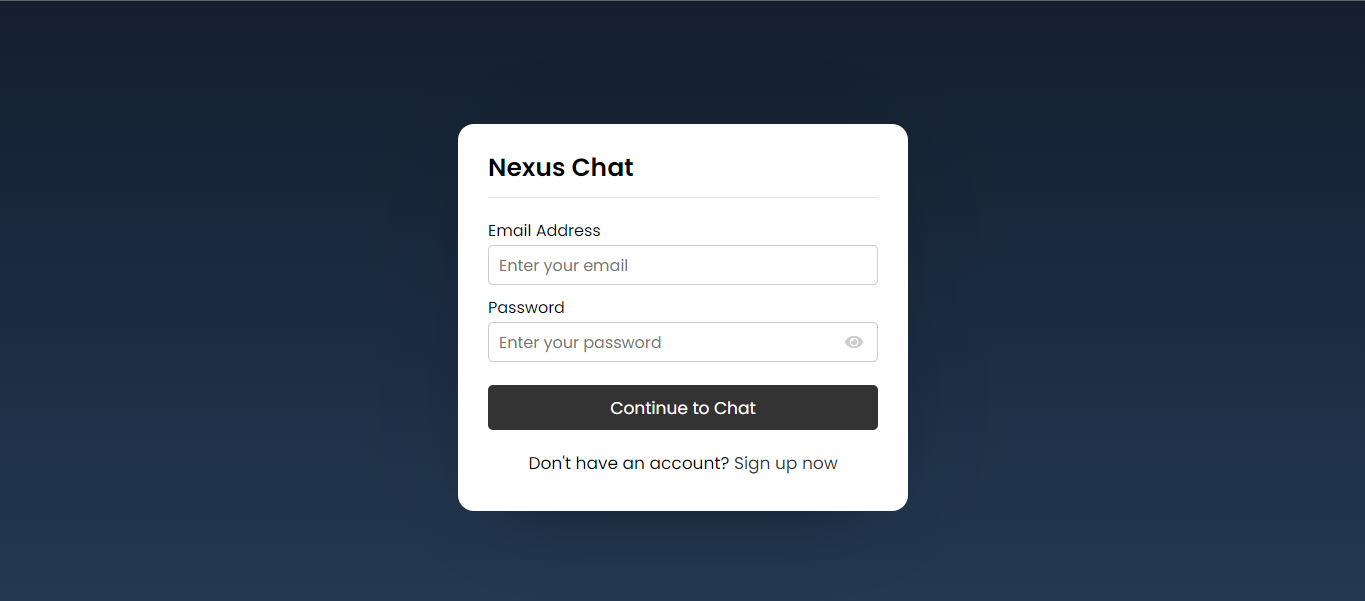 Nexus Chat
Email Address
Enter your email
Password
Enter your password
Continue to Chat
Don't have an account? Sign up now